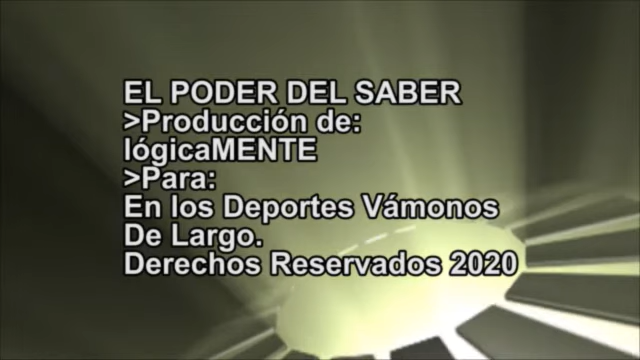 EL PODER DEL SABER
>Producción de:
lógicaMENTE
>Para:
En los Deportes Vámonos
De Largo.
Derechos Reservados 2020